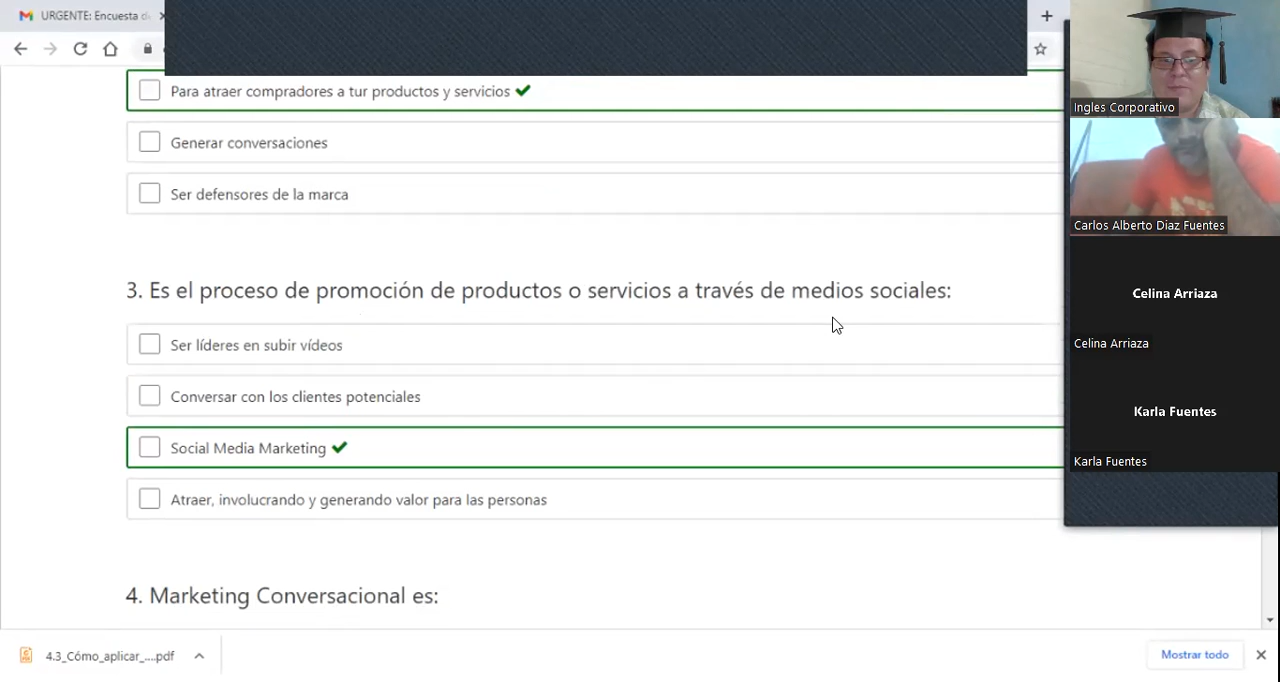 URGENTE: Encuesta d
Para atraer compradores a tur productos y servicios
Generar conversaciones
Ser defensores de la marca
3. Es el proceso de promoción de productos o servicios a través de medios sociales:
Ser líderes en subir vídeos
Conversar con los clientes potenciales
Social Media Marketing
Atraer, involucrando y generando valor para las personas
4. Marketing Conversacional es:
4.3_Cómo_aplicar_....pdf
Mostrar todo
Ingles Corporativo
Carlos Alberto Diaz Fuentes
Celina Arriaza
Celina Arriaza
Karla Fuentes
Karla Fuentes